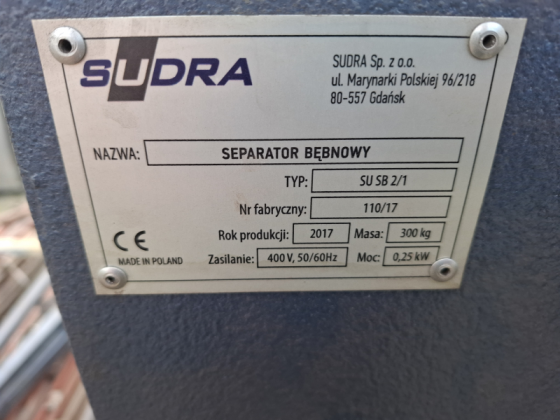 SUDRA
SUDRA Sp. z o.o.
ul. Marynarki Polskiej 96/218
80-557 Gdańsk
NAZWA: SEPARATOR BĘBNOWY
TYP: SU SB 2/1
Nr fabryczny: 110/17
Rok produkcji: 2017 Masa: 300 kg
CE
MADE IN POLAND
Zasilanie: 400 V, 50/60Hz Moc: 0,25 kW